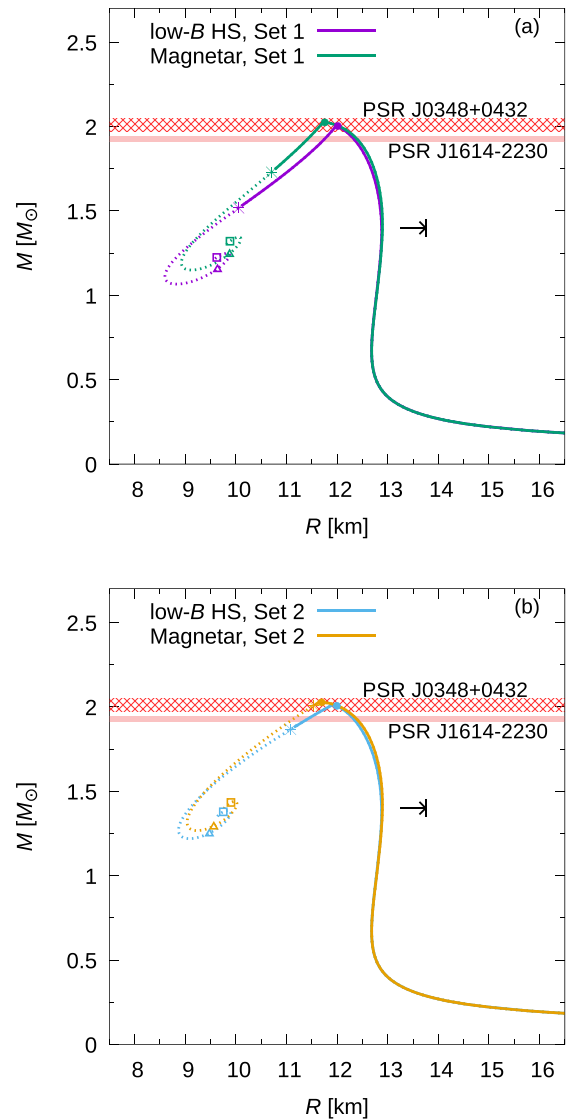 (a)
low-B HS, Set 1
Magnetar, Set 1
PSR J0348+0432
PSR J1614-2230
2.5
2
1.5
1
0.5
0
M [M⊙]
8 9 10 11 12 13 14 15 16
R [km]
(b)
low-B HS, Set 2
Magnetar, Set 2
PSR J0348+0432
PSR J1614-2230
2.5
2
1.5
1
0.5
0
M [M⊙]
8 9 10 11 12 13 14 15 16
R [km]